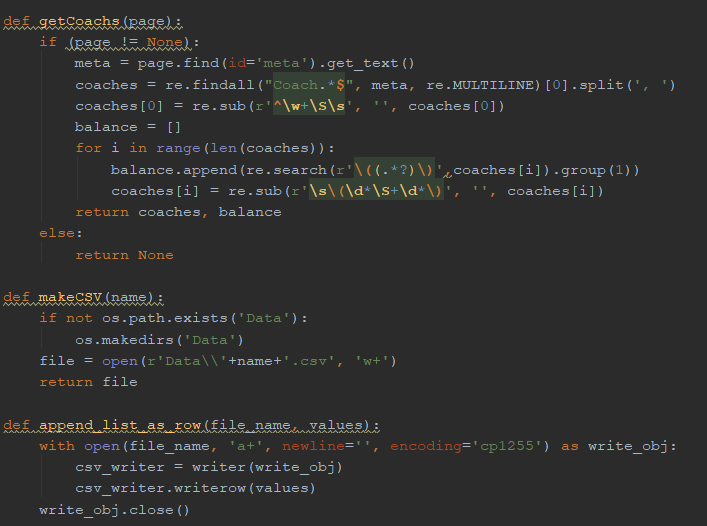 def getCoachs(page):
    if (page != None):
        meta = page.find(id='meta').get_text()
        coaches = re.findall("Coach.*$", meta, re.MULTILINE)[0].split(', ')
        coaches[0] = re.sub(r'^\w+\S\s', '', coaches[0])
        balance = []
        for i in range(len(coaches)):
            balance.append(re.search(r'\((.*?)\)',coaches[i]).group(1))
            coaches[i] = re.sub(r'\s\(\d*\S+\d*\)', '', coaches[i])
        return coaches, balance
    else:
        return None
def makeCSV(name):
    if not os.path.exists('Data'):
        os.makedirs('Data')
    file = open(r'Data\\'+name+'.csv', 'w+')
    return file
def append_list_as_row(file_name, values):
    with open(file_name, 'a+', newline='', encoding='cp1255') as write_obj:
        csv_writer = writer(write_obj)
        csv_writer.writerow(values)
    write_obj.close()